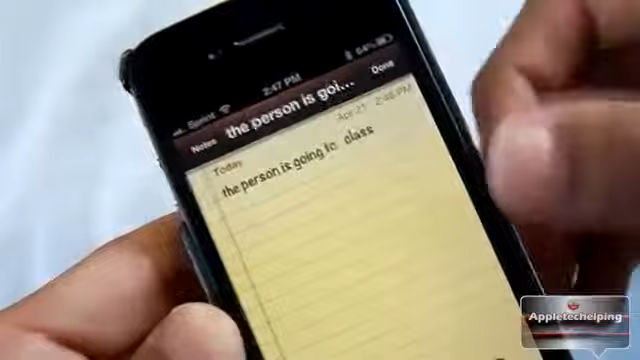 Sprint 2:47 PM 64%
Notes the person is goi... Done
Today Apr 21 2:46 PM
the person is going to class
Appletechelping